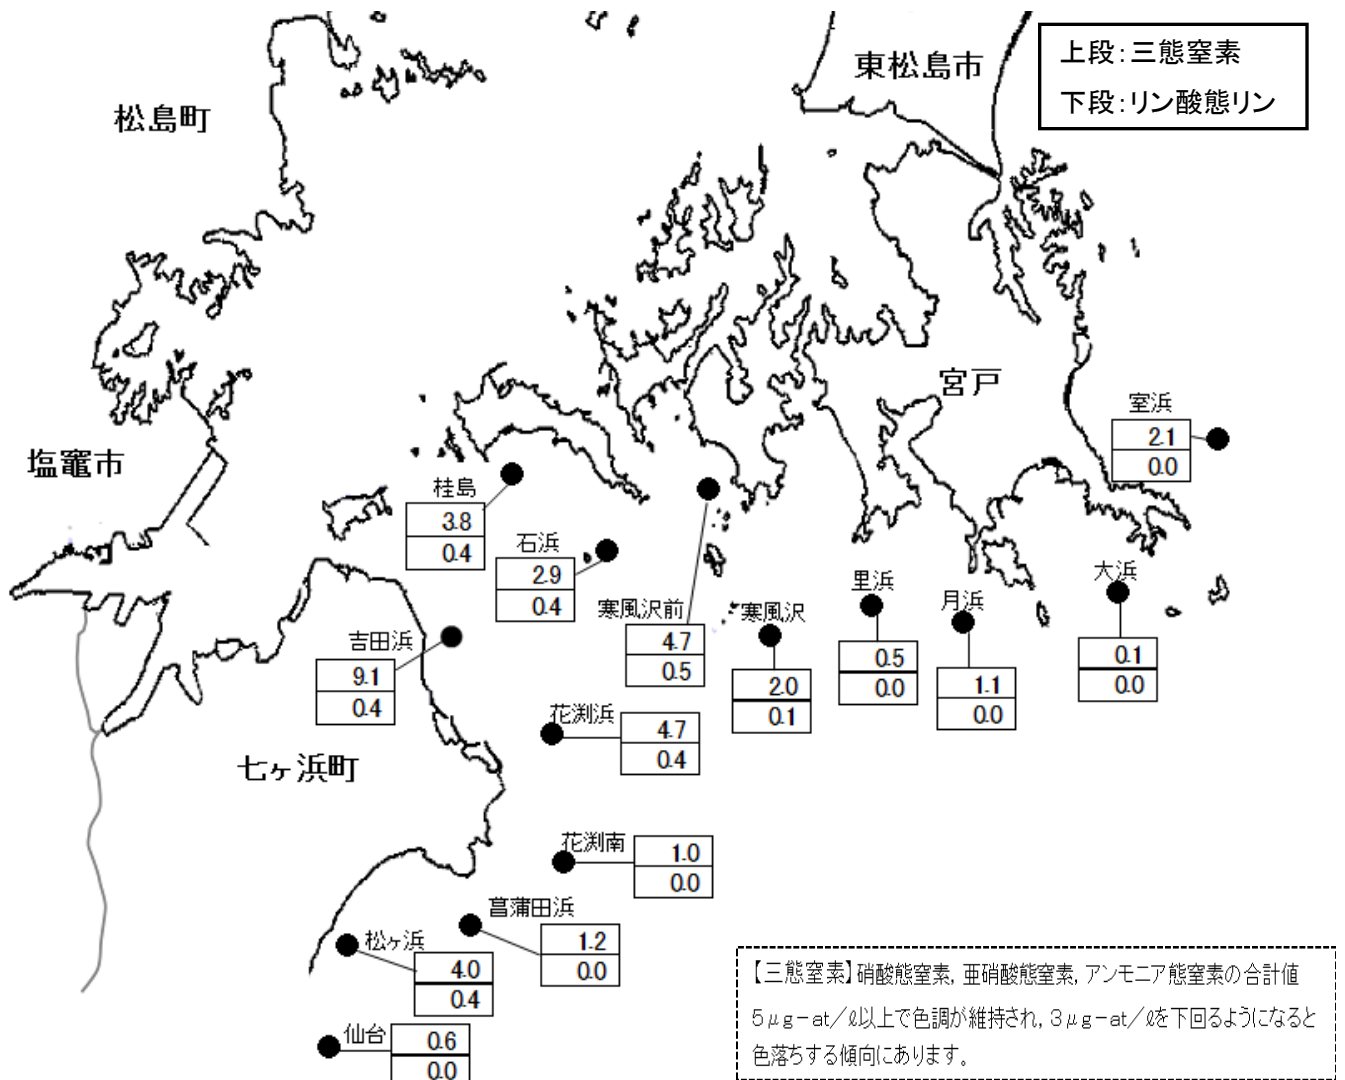 上段：三態窒素
下段：リン酸態リン
東松島市
松島町
宮戸
室浜
2.1
0.0
塩竈市
桂島
3.8
0.4
石浜
2.9
0.4
寒風沢前
4.7
0.5
寒風沢
2.0
0.1
里浜
0.5
0.0
月浜
1.1
0.0
大浜
0.1
0.0
吉田浜
9.1
0.4
花渕浜
4.7
0.4
七ヶ浜町
花渕南
1.0
0.0
菖蒲田浜
1.2
0.0
松ヶ浜
4.0
0.4
仙台
0.6
0.0
【三態窒素】硝酸態窒素，亜硝酸態窒素，アンモニア態窒素の合計値
5μg－at／ℓ以上で色調が維持され，3μg－at／ℓを下回るようになると
色落ちする傾向にあります。